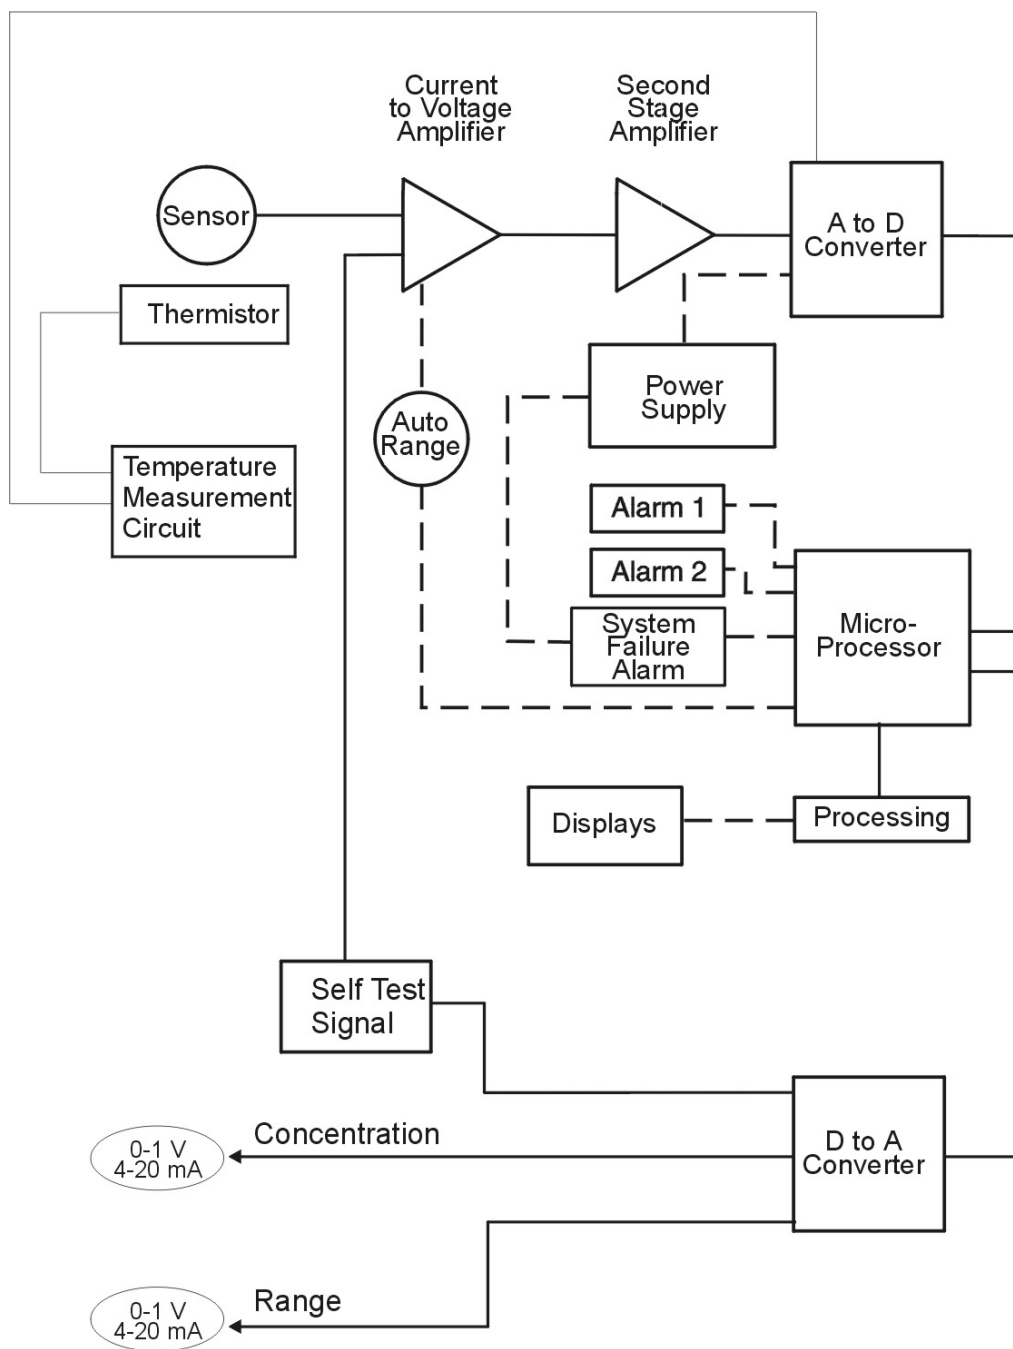 Current
to Voltage
Amplifier
Second
Stage
Amplifier
Sensor
A to D
Converter
Thermistor
Power
Supply
Auto
Range
Temperature
Measurement
Circuit
Alarm 1
Alarm 2
System
Failure
Alarm
Micro-
Processor
Displays
Processing
Self Test
Signal
D to A
Converter
Concentration
0-1 V
4-20 mA
Range
0-1 V
4-20 mA